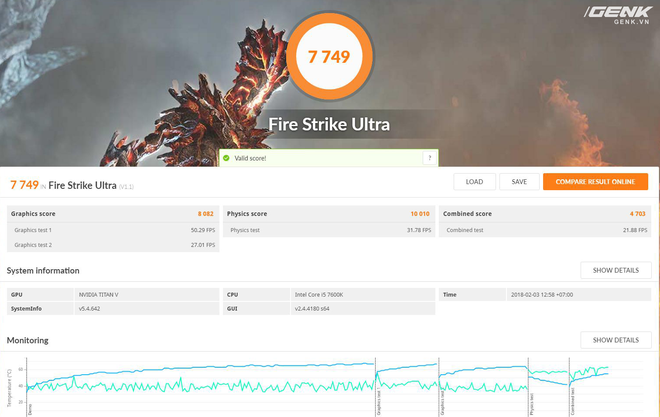 GENK
GENK.VN
7 749
Fire Strike Ultra
Valid score!
?
7 749 IN Fire Strike Ultra (V1.1)
LOAD
SAVE
COMPARE RESULT ONLINE
Graphics score 8 082
Graphics test 1 50.29 FPS
Graphics test 2 27.01 FPS
Physics score 10 010
Physics test 31.78 FPS
Combined score 4 703
Combined test 21.88 FPS
System information
SHOW DETAILS
GPU NVIDIA TITAN V
CPU Intel Core i5 7600K
Time 2018-02-03 12:58 +07:00
SystemInfo v5.4.642
GUI v2.4.4180 s64
Monitoring
SHOW DETAILS
Temperature (°C)
60
40
20
Demo
Graphics test 1
Graphics test 2
Physics test
Combined test